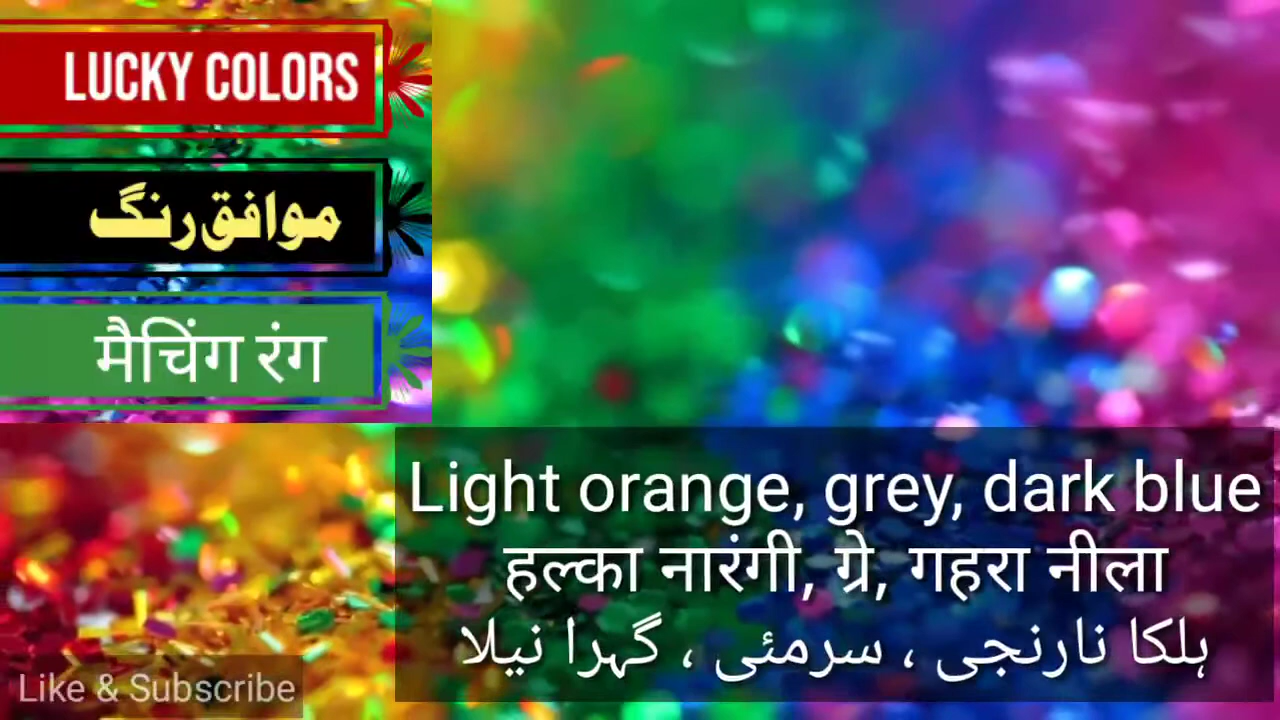 LUCKY COLORS
موافق رنگ
मैचिंग रंग
Light orange, grey, dark blue
हल्का नारंगी, ग्रे, गहरा नीला
ہلکا نارنجی ، سرمئی ، گہرا نیلا
Like & Subscribe